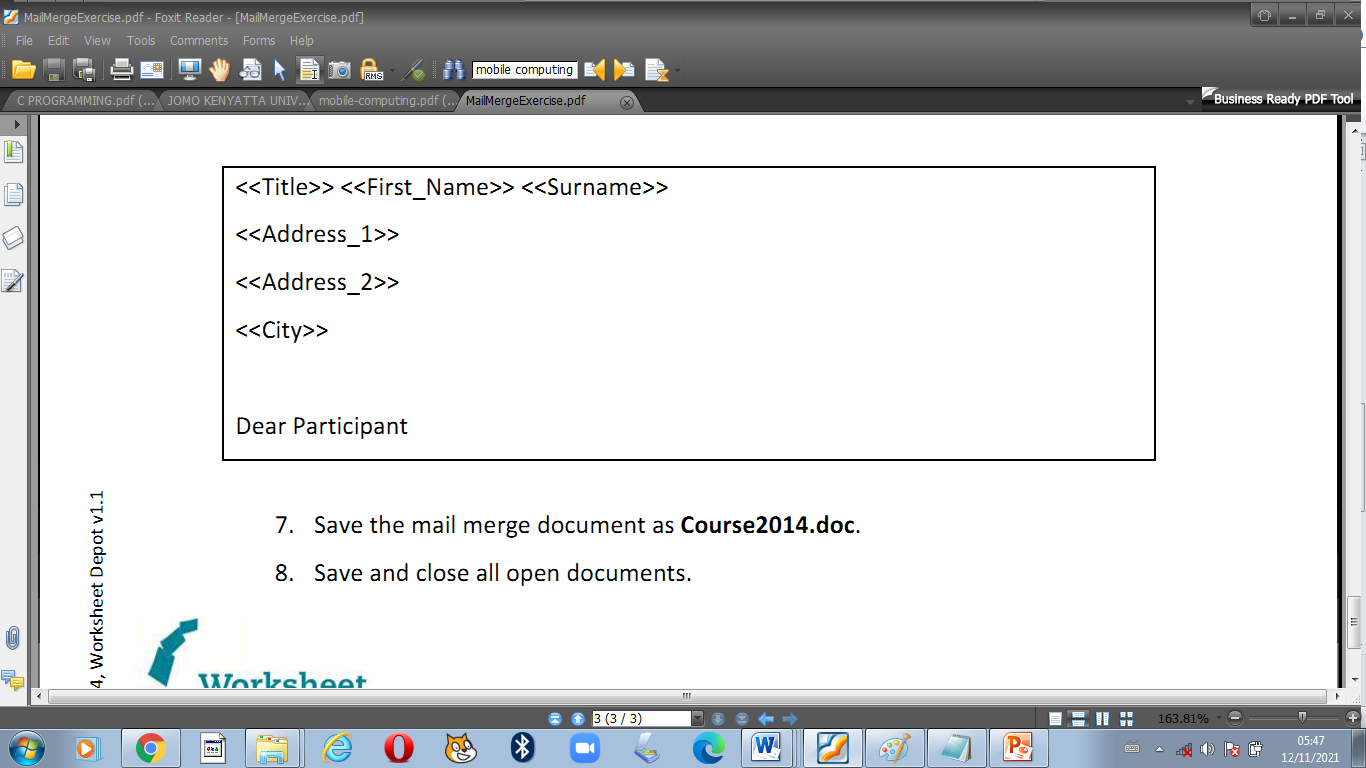 MailMergeExercise.pdf - Foxit Reader - [MailMergeExercise.pdf]
File Edit View Tools Comments Forms Help
RMS mobile computing
C PROGRAMMING.pdf (... JOMO KENYATTA UNIV... mobile-computing.pdf (... MailMergeExercise.pdf Business Ready PDF Tool
<<Title>> <<First_Name>> <<Surname>>
<<Address_1>>
<<Address_2>>
<<City>>
Dear Participant
7. Save the mail merge document as Course2014.doc.
8. Save and close all open documents.
4, Worksheet Depot v1.1
Worksheet
3 (3 / 3) 163.81%
05:47
12/11/2021